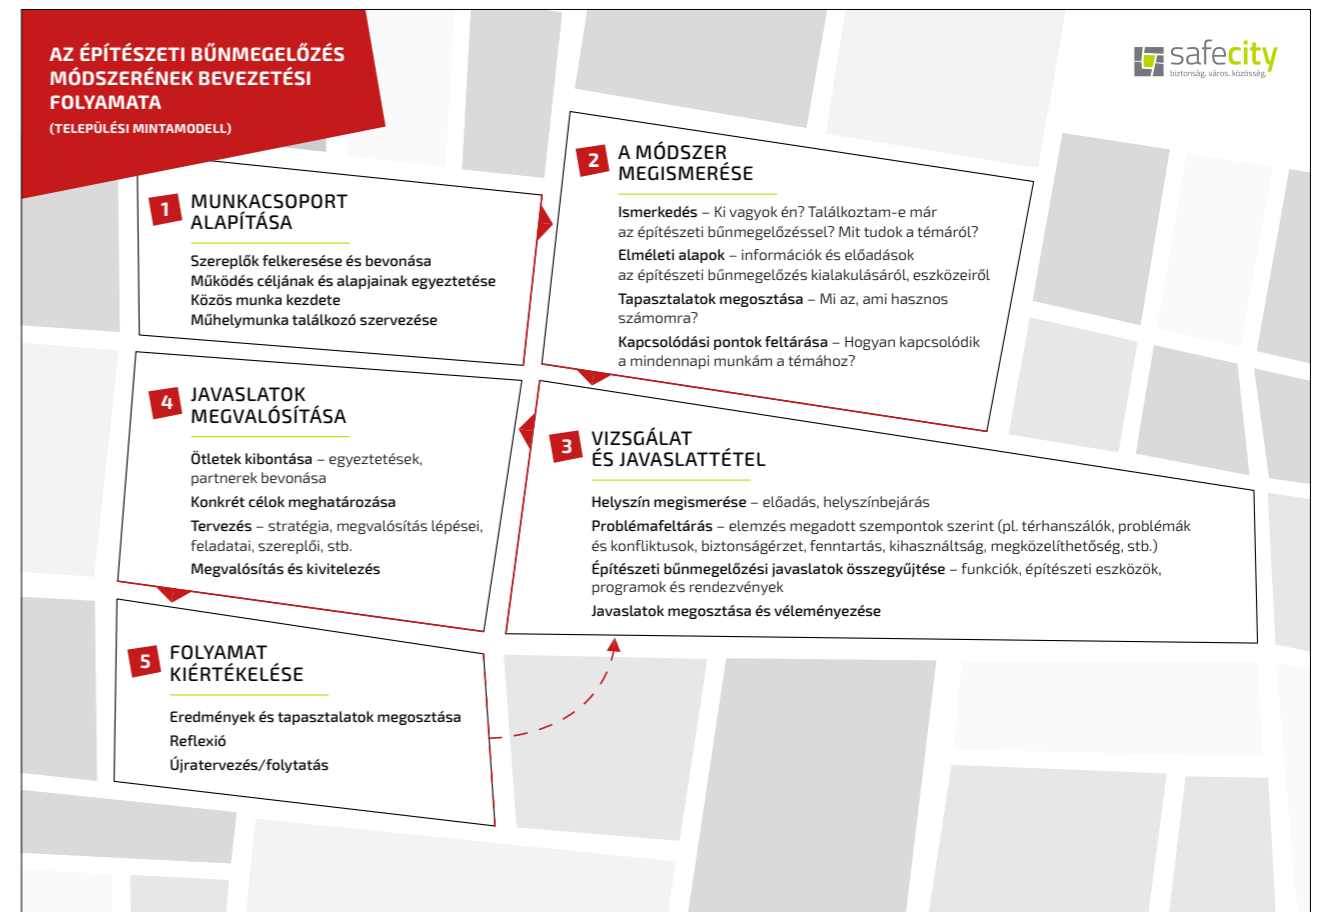 AZ ÉPÍTÉSZETI BŰNMEGELŐZÉS
MÓDSZERÉNEK BEVEZETÉSI
FOLYAMATA
(TELEPÜLÉSI MINTAMODELL)
safecity
biztonság. város. közösség.
1
MUNKACSOPORT
ALAPÍTÁSA
Szereplők felkeresése és bevonása
Működés céljának és alapjainak egyeztetése
Közös munka kezdete
Műhelymunka találkozó szervezése
2
A MÓDSZER
MEGISMERÉSE
Ismerkedés – Ki vagyok én? Találkoztam-e már
az építészeti bűnmegelőzéssel? Mit tudok a témáról?
Elméleti alapok – információk és előadások
az építészeti bűnmegelőzés kialakulásáról, eszközeiről
Tapasztalatok megosztása – Mi az, ami hasznos
számomra?
Kapcsolódási pontok feltárása – Hogyan kapcsolódik
a mindennapi munkám a témához?
3
VIZSGÁLAT
ÉS JAVASLATTÉTEL
Helyszín megismerése – előadás, helyszínbejárás
Problémafeltárás – elemzés megadott szempontok szerint (pl. térhanszálók, problémák
és konfliktusok, biztonságérzet, fenntartás, kihasználtság, megközelíthetőség, stb.)
Építészeti bűnmegelőzési javaslatok összegyűjtése – funkciók, építészeti eszközök,
programok és rendezvények
Javaslatok megosztása és véleményezése
4
JAVASLATOK
MEGVALÓSÍTÁSA
Ötletek kibontása – egyeztetések,
partnerek bevonása
Konkrét célok meghatározása
Tervezés – stratégia, megvalósítás lépései,
feladatai, szereplői, stb.
Megvalósítás és kivitelezés
5
FOLYAMAT
KIÉRTÉKELÉSE
Eredmények és tapasztalatok megosztása
Reflexió
Újratervezés/folytatás